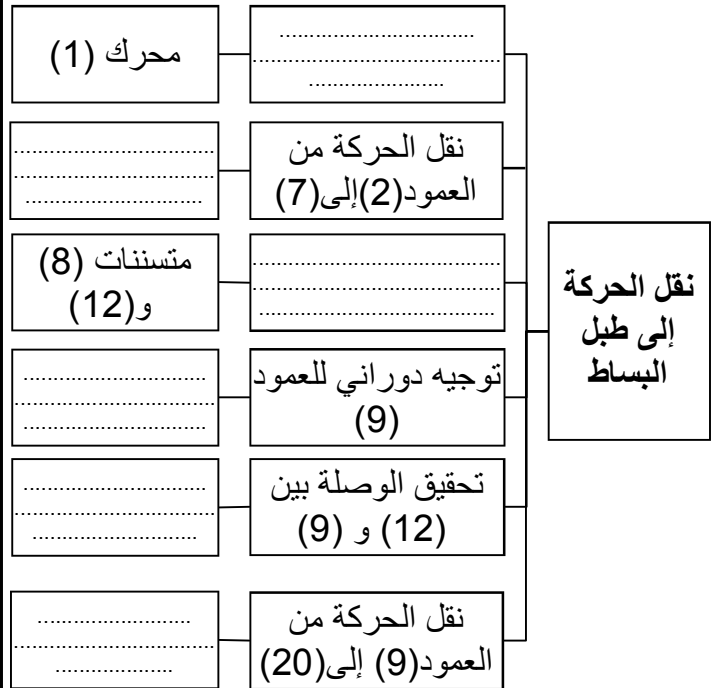 ................................
محرك (1)
نقل الحركة من
العمود(2)إلى(7)
................................
متسننات (8)
و(12)
................................
نقل الحركة
إلى طبل
البساط
توجيه دوراني للعمود
(9)
................................
تحقيق الوصلة بين
(12) و (9)
................................
نقل الحركة من
العمود(9) إلى(20)
................................